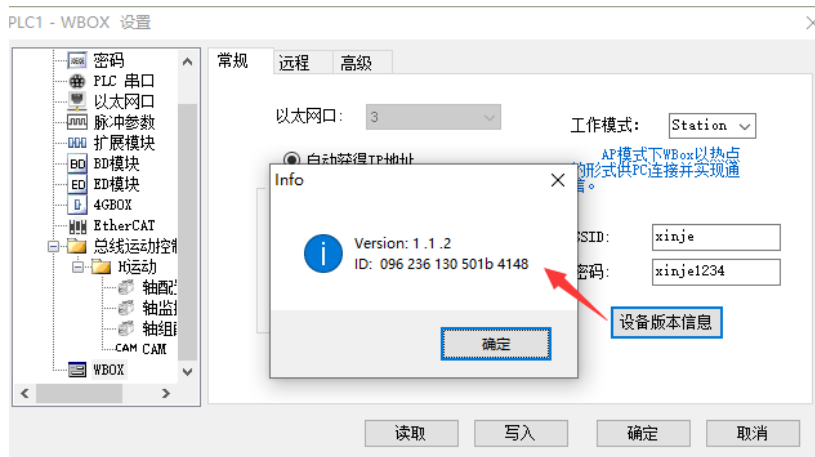 PLC1 - WBOX 设置
密码
PLC 串口
以太网口
脉冲参数
扩展模块
BD BD模块
ED ED模块
4GBOX
EtherCAT
总线运动控制
H运动
轴配
轴监
轴组
CAM CAM
WBOX
常规 远程 高级
以太网口: 3
自动获得IP地址
工作模式: Station
AP模式下WBox以热点
的形式供PC连接并实现通
信。
SSID: xinje
密码: xinje1234
设备版本信息
Info
Version: 1 .1 .2
ID: 096 236 130 501b 4148
确定
读取 写入 确定 取消